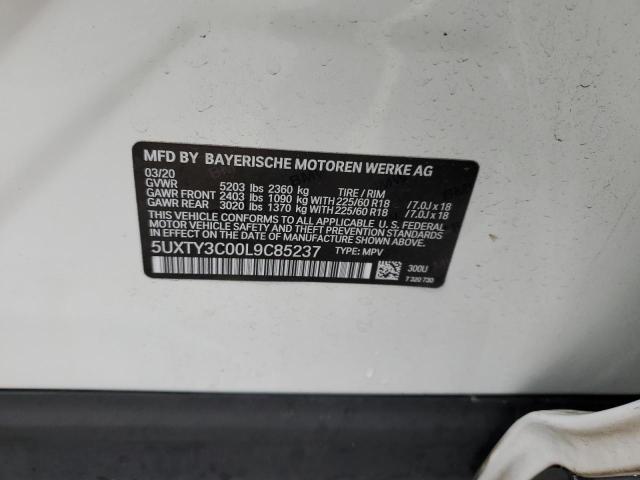 MFD BY BAYERISCHE MOTOREN WERKE AG
03/20
GVWR 5203 lbs 2360 kg TIRE / RIM
GAWR FRONT 2403 lbs 1090 kg WITH 225/60 R18 /7.0J x 18
GAWR REAR 3020 lbs 1370 kg WITH 225/60 R18 /7.0J x 18
THIS VEHICLE CONFORMS TO ALL APPLICABLE U. S. FEDERAL
MOTOR VEHICLE SAFETY AND THEFT PREVENTION STANDARDS
IN EFFECT ON THE DATE OF MANUFACTURE SHOWN ABOVE.
5UXTY3C00L9C85237 TYPE: MPV
300U
7 320 730